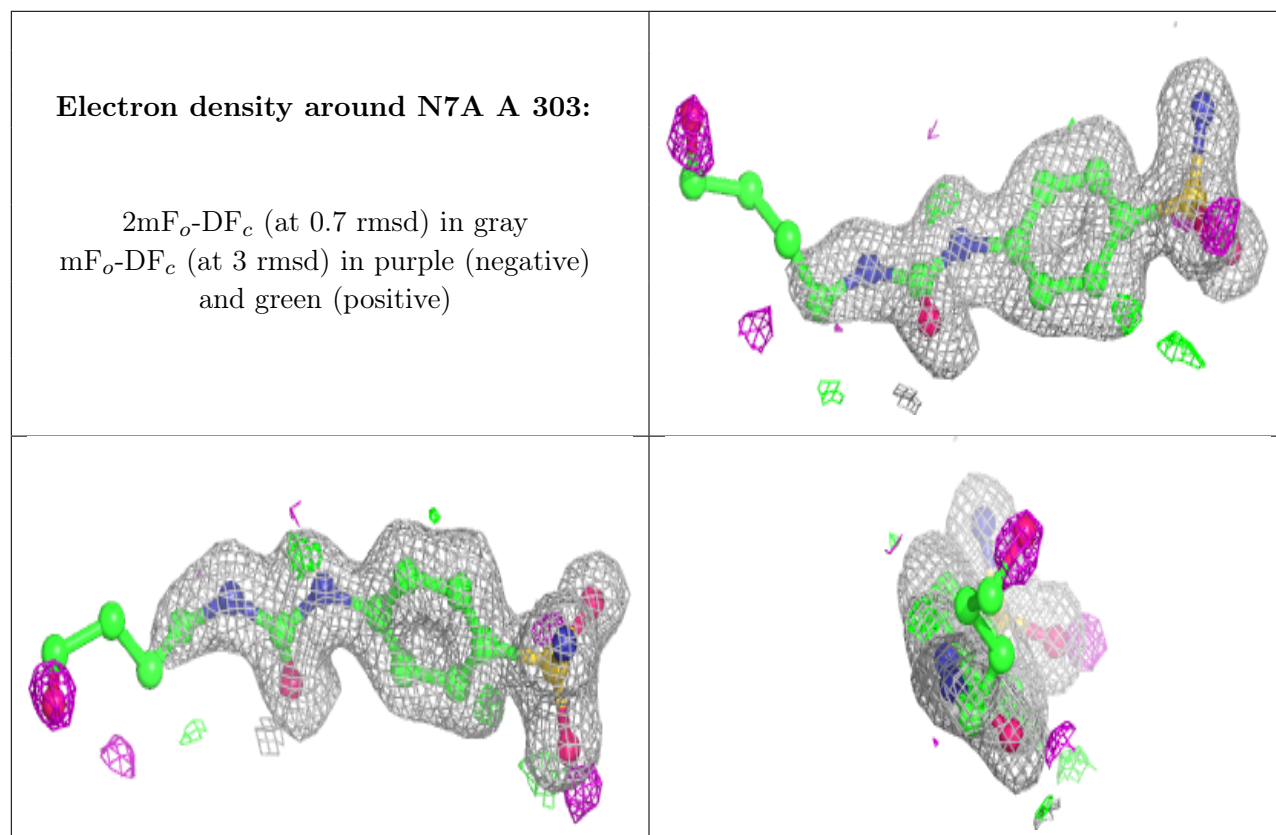 Electron density around N7A A 303:
2mFo-DFc (at 0.7 rmsd) in gray
mFo-DFc (at 3 rmsd) in purple (negative)
and green (positive)